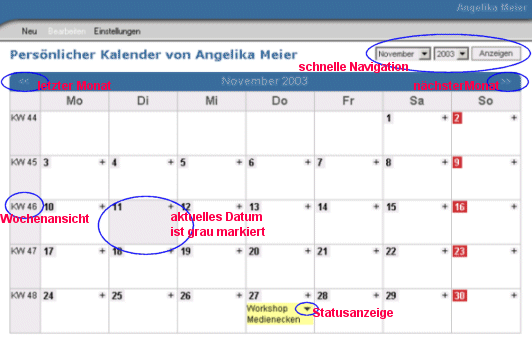 Angelika Meier
Neu Bearbeiten Einstellungen
Persönlicher Kalender von Angelika Meier
November 2003 Anzeigen
schnelle Navigation
<< letzter Monat November 2003 nächster Monat >>
Mo Di Mi Do Fr Sa So
KW 44 1 + 2 +
KW 45 3 + 4 + 5 + 6 + 7 + 8 + 9 +
KW 46 10 + 11 + 12 + 13 + 14 + 15 + 16 +
Wochenansicht
aktuelles Datum
ist grau markiert
KW 47 17 + 18 + 19 + 20 + 21 + 22 + 23 +
KW 48 24 + 25 + 26 + 27 + 28 + 29 + 30 +
Workshop
Medienecken
Statusanzeige